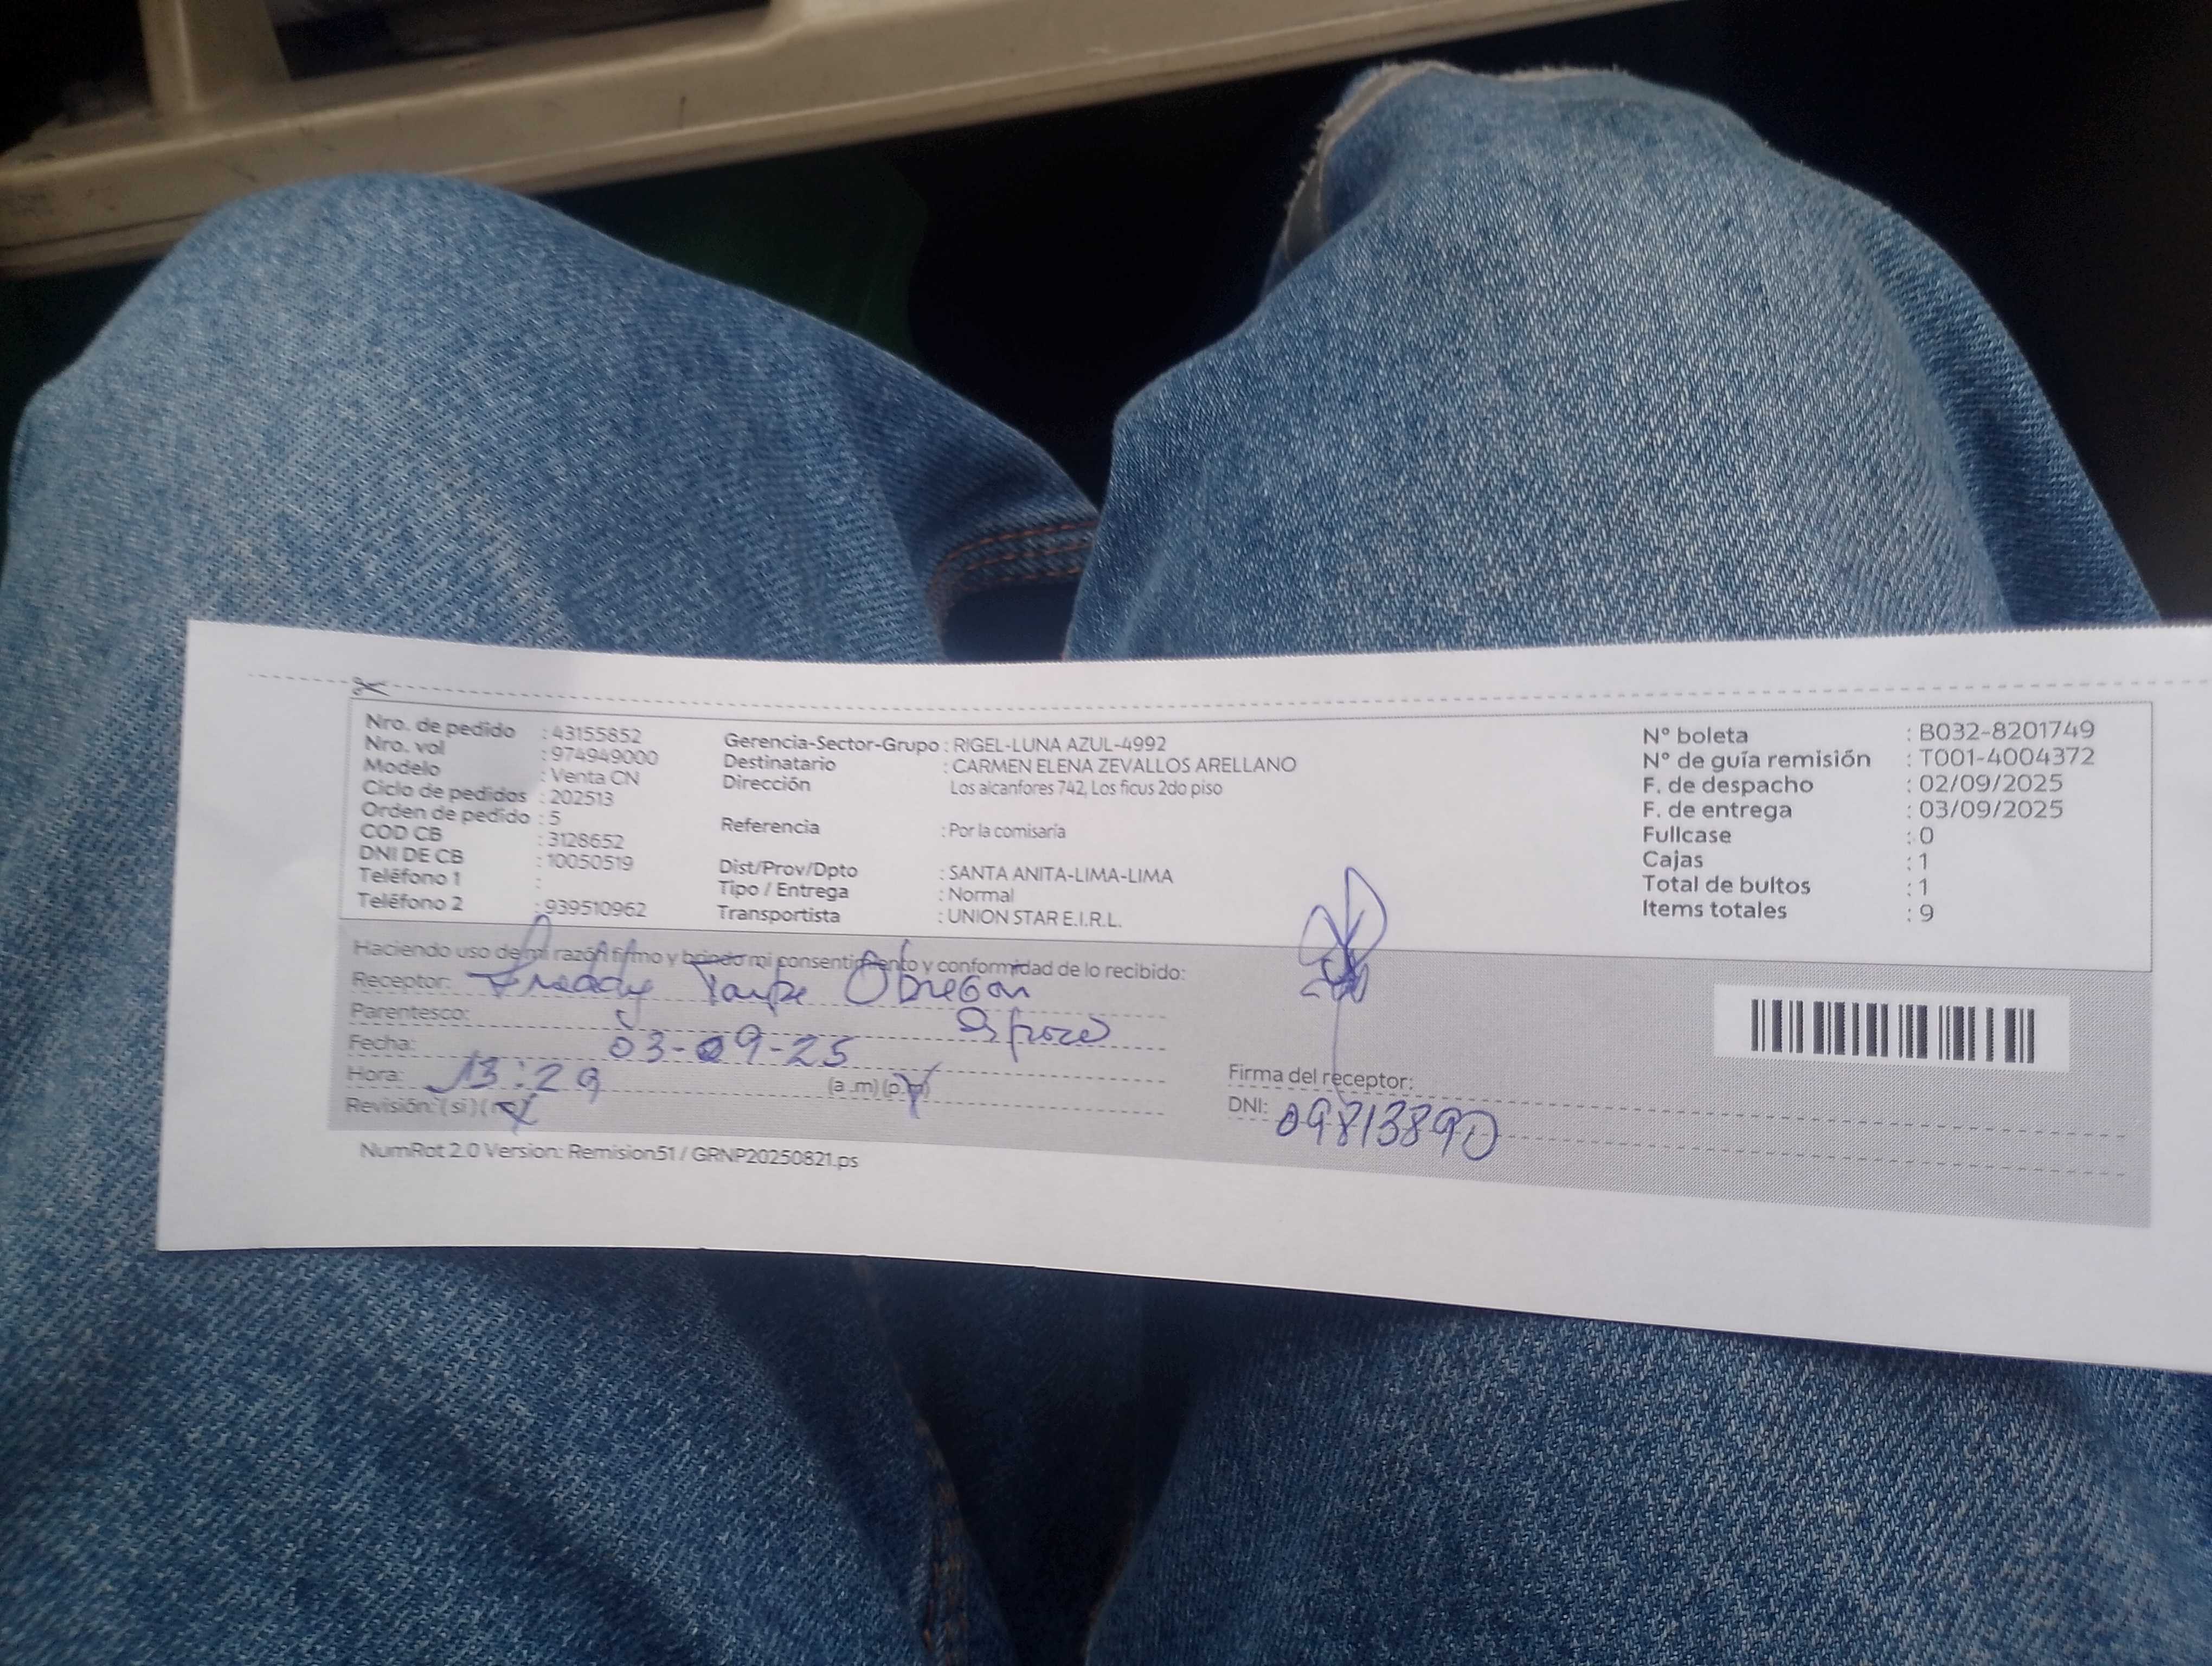 Nro. de pedido : 43155852
Nro. vol : 974949000
Modelo : Venta CN
Ciclo de pedidos : 202513
Orden de pedido : 5
COD CB : 3128652
DNI DE CB : 10050519
Teléfono 1 :
Teléfono 2 : 939510962
Gerencia-Sector-Grupo : RIGEL-LUNA AZUL-4992
Destinatario : CARMEN ELENA ZEVALLOS ARELLANO
Dirección Los alcanfores 742, Los ficus 2do piso
Referencia : Por la comisaría
Dist/Prov/Dpto : SANTA ANITA-LIMA-LIMA
Tipo / Entrega : Normal
Transportista : UNION STAR E.I.R.L.
N° boleta : B032-8201749
N° de guía remisión : T001-4004372
F. de despacho : 02/09/2025
F. de entrega : 03/09/2025
Fullcase : 0
Cajas : 1
Total de bultos : 1
Items totales : 9
Haciendo uso de mi razón firmo y brindo mi consentimiento y conformidad de lo recibido:
Receptor: Freddy Obregon
Parentesco: Esposo
Fecha: 03-09-25
Hora: 13:29 (a.m) (p.m)
Revisión: (si) (no)
Firma del receptor:
DNI: 09813890
NumRot 2.0 Version: Remision51 / GRNP20250821.ps